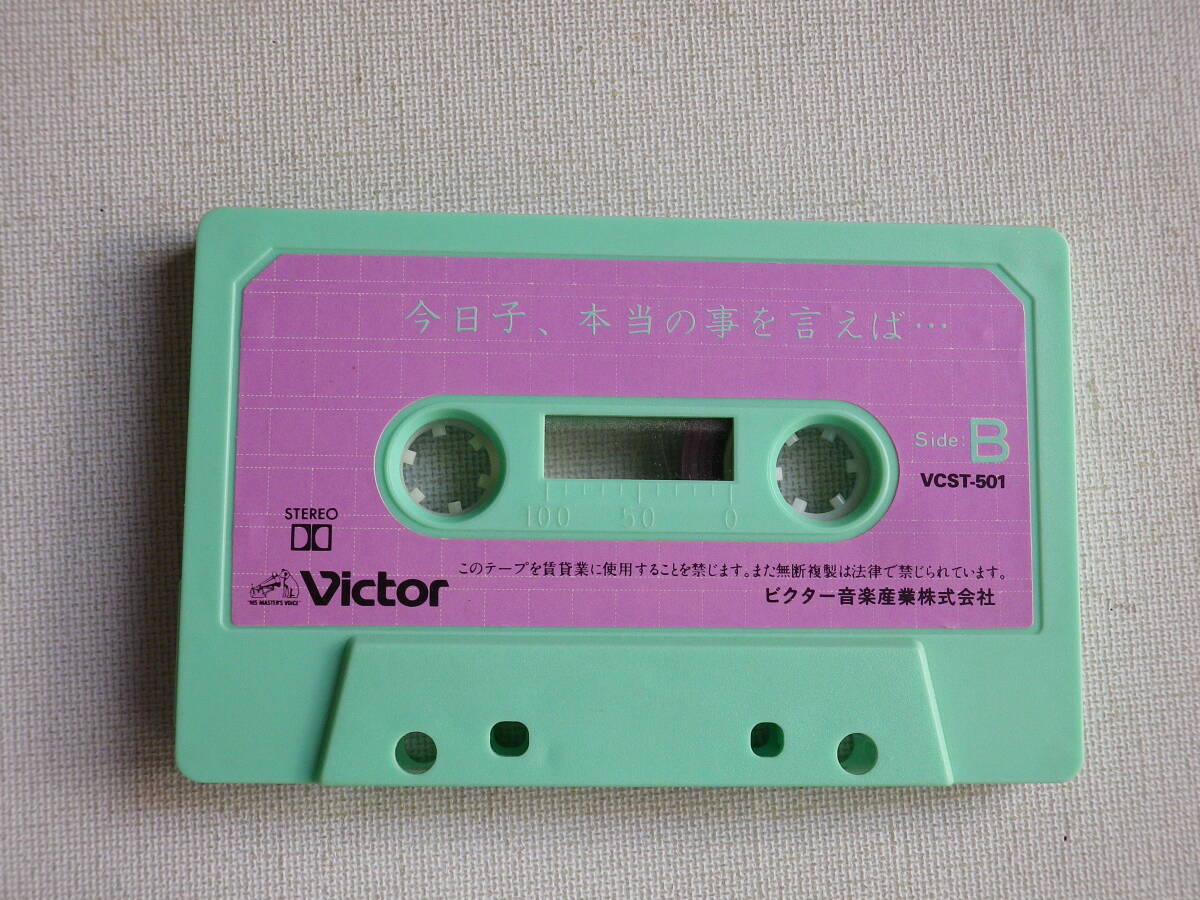 今日子、本当の事を言えば…
Side: B
VCST-501
100 50 0
STEREO
"HIS MASTER'S VOICE"
Victor
このテープを賃貸業に使用することを禁じます。また無断複製は法律で禁じられています。
ビクター音楽産業株式会社